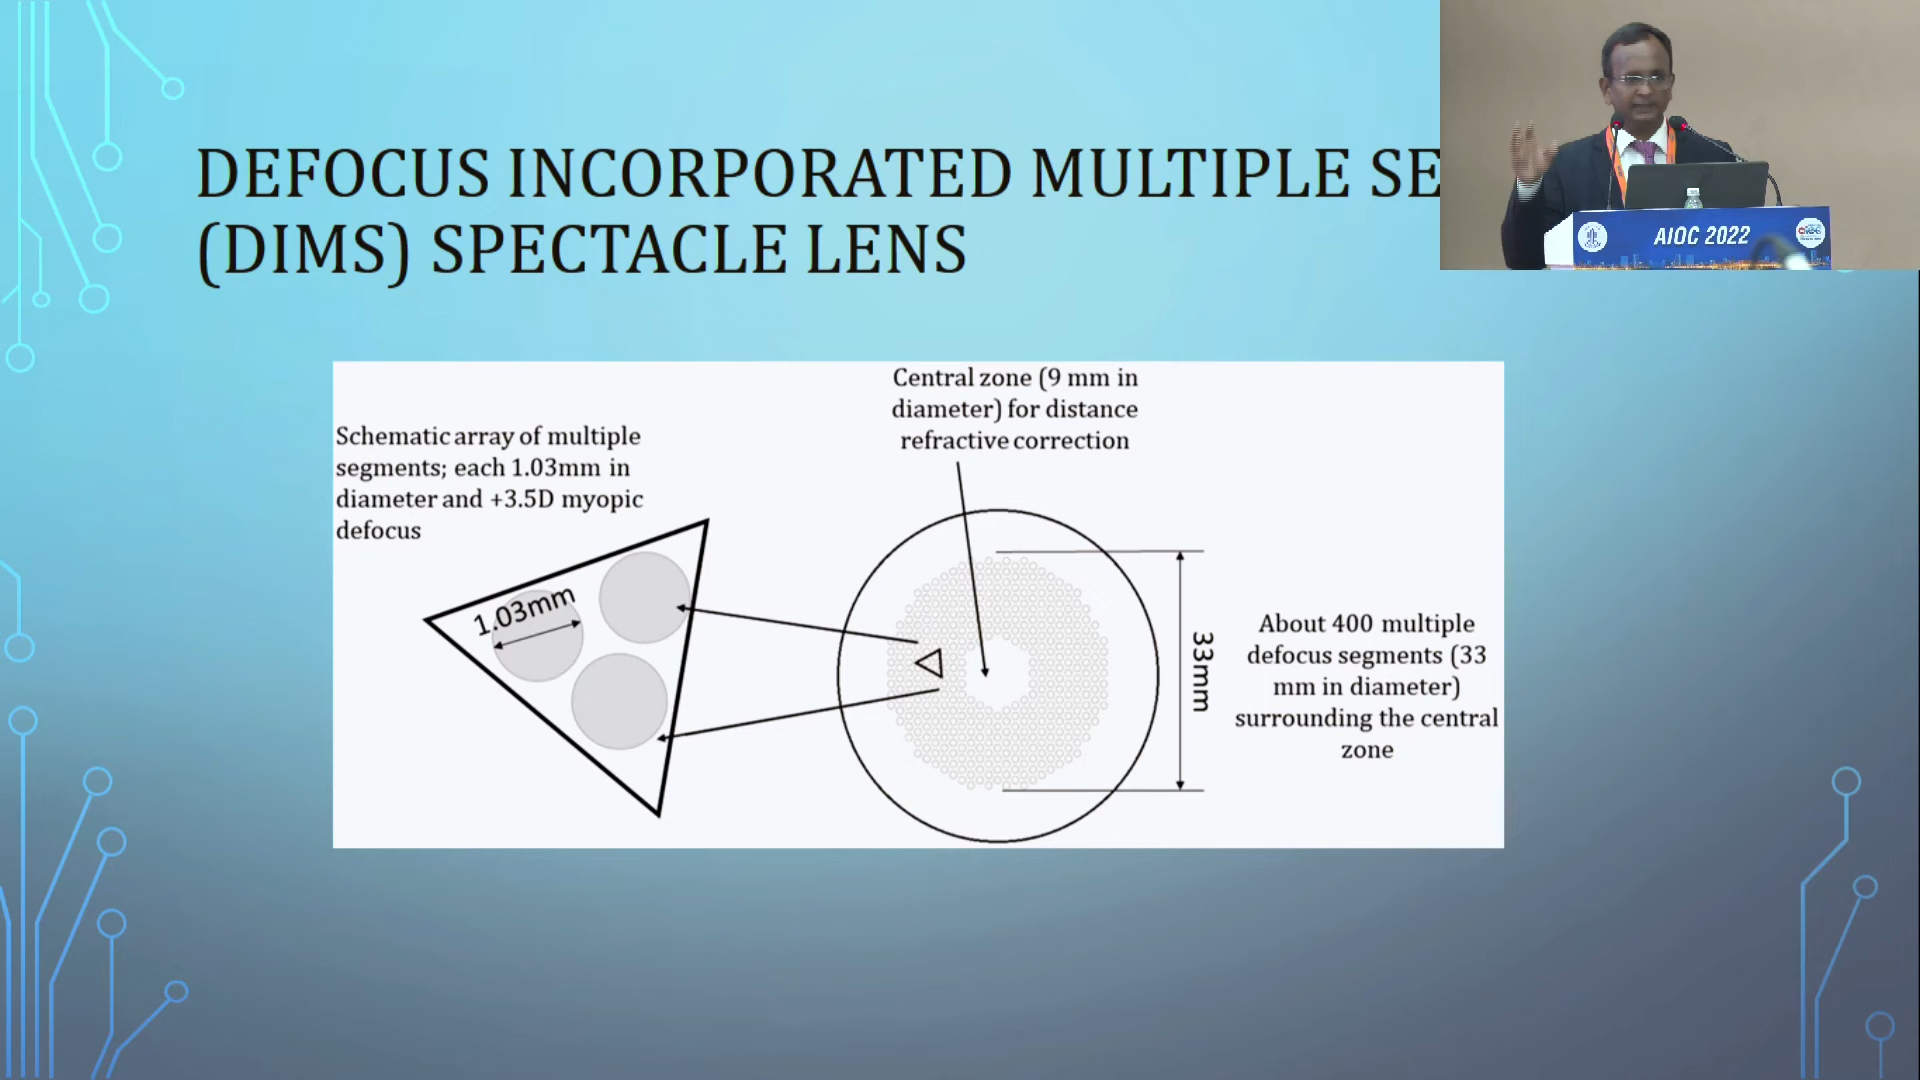 DEFOCUS INCORPORATED MULTIPLE SE
(DIMS) SPECTACLE LENS
AIOC 2022
Central zone (9 mm in
diameter) for distance
refractive correction
Schematic array of multiple
segments; each 1.03mm in
diameter and +3.5D myopic
defocus
1.03mm
33mm
About 400 multiple
defocus segments (33
mm in diameter)
surrounding the central
zone